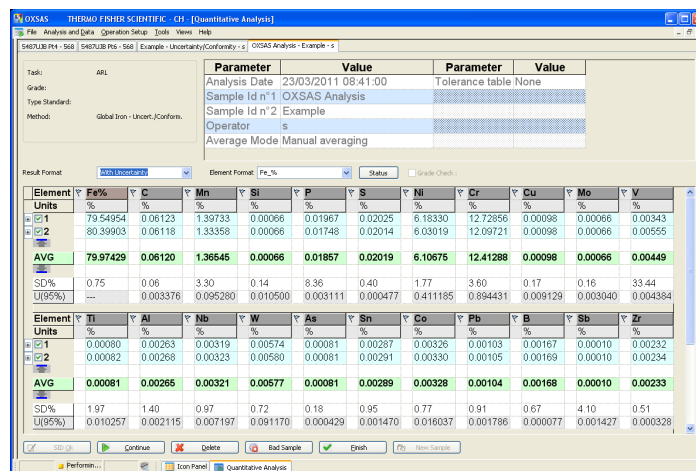 OXSAS THERMO FISHER SCIENTIFIC - CH - [Quantitative Analysis]
File Analysis and Data Operation Setup Tools Views Help
S487UJB Pt4 - 568 S487UJB Pt6 - 568 Example - Uncertainty/Conformity - s OXSAS Analysis - Example - s
Task: ARL
Grade:
Type Standard:
Method: Global Iron - Uncert./Conform.
Parameter Value Parameter Value
Analysis Date 23/03/2011 08:41:00 Tolerance table None
Sample Id n°1 OXSAS Analysis
Sample Id n°2 Example
Operator s
Average Mode Manual averaging
Result Format With Uncertainty Element Format Fe_% Status Grade Check :
Element Fe% C Mn Si P S Ni Cr Cu Mo V
Units % % % % % % % % % % %
1 79.54954 0.06123 1.39733 0.00066 0.01967 0.02025 6.18330 12.72856 0.00098 0.00066 0.00343
2 80.39903 0.06118 1.33358 0.00066 0.01748 0.02014 6.03019 12.09721 0.00098 0.00066 0.00555
AVG 79.97429 0.06120 1.36545 0.00066 0.01857 0.02019 6.10675 12.41288 0.00098 0.00066 0.00449
SD% 0.75 0.06 3.30 0.14 8.36 0.40 1.77 3.60 0.17 0.16 33.44
U(95%) --- 0.003376 0.095280 0.010500 0.003111 0.000477 0.411185 0.894431 0.009129 0.003040 0.004384
Element Ti Al Nb W As Sn Co Pb B Sb Zr
Units % % % % % % % % % % %
1 0.00080 0.00263 0.00319 0.00574 0.00081 0.00287 0.00326 0.00103 0.00167 0.00010 0.00232
2 0.00082 0.00268 0.00323 0.00580 0.00081 0.00291 0.00330 0.00105 0.00169 0.00010 0.00234
AVG 0.00081 0.00265 0.00321 0.00577 0.00081 0.00289 0.00328 0.00104 0.00168 0.00010 0.00233
SD% 1.97 1.40 0.97 0.72 0.18 0.95 0.77 0.91 0.67 4.10 0.51
U(95%) 0.010257 0.002115 0.007197 0.091170 0.000429 0.001470 0.016037 0.001786 0.000077 0.001427 0.000328
SID Ok Continue Delete Bad Sample Finish New Sample
Performin... Icon Panel Quantitative Analysis